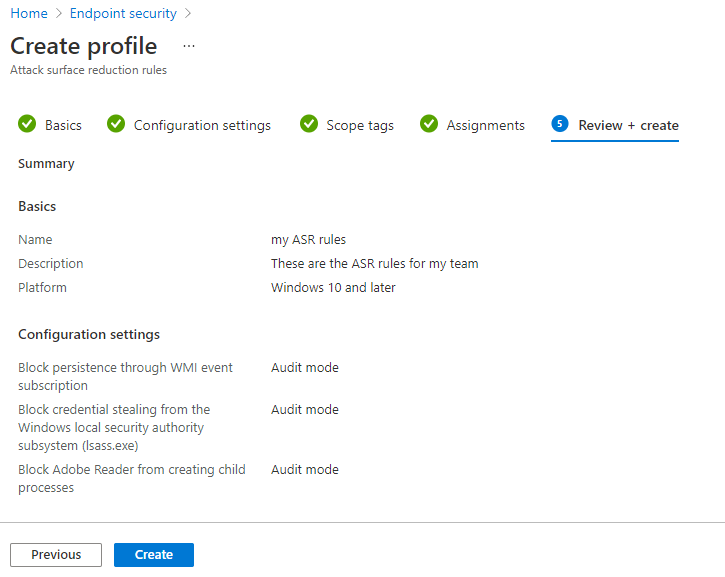 Home > Endpoint security >
Create profile ...
Attack surface reduction rules
Basics Configuration settings Scope tags Assignments 5 Review + create
Summary
Basics
Name my ASR rules
Description These are the ASR rules for my team
Platform Windows 10 and later
Configuration settings
Block persistence through WMI event Audit mode
subscription
Block credential stealing from the Audit mode
Windows local security authority
subsystem (lsass.exe)
Block Adobe Reader from creating child Audit mode
processes
Previous Create